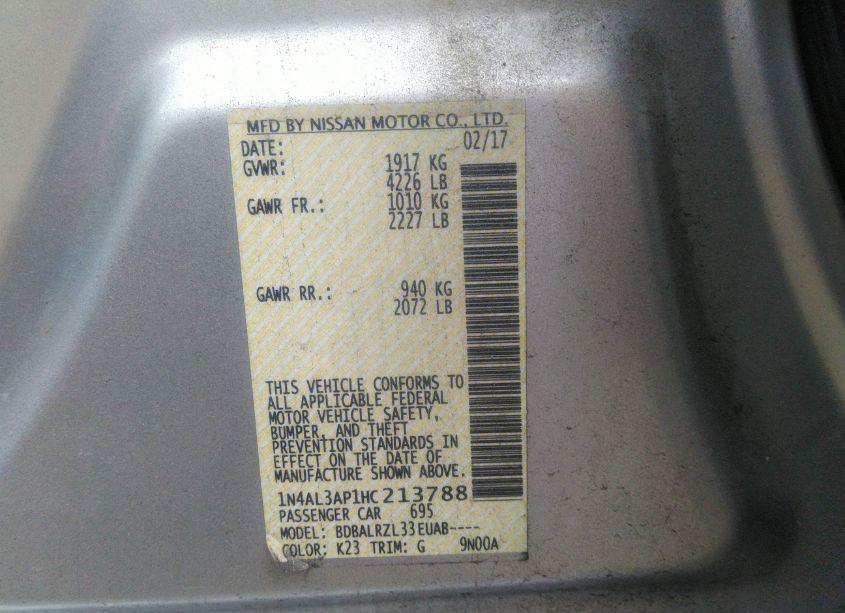 MFD BY NISSAN MOTOR CO., LTD.
DATE: 02/17
GVWR: 1917 KG
4226 LB
GAWR FR.: 1010 KG
2227 LB
GAWR RR.: 940 KG
2072 LB
THIS VEHICLE CONFORMS TO
ALL APPLICABLE FEDERAL
MOTOR VEHICLE SAFETY,
BUMPER, AND THEFT
PREVENTION STANDARDS IN
EFFECT ON THE DATE OF
MANUFACTURE SHOWN ABOVE.
1N4AL3AP1HC213788
PASSENGER CAR 695
MODEL: BDBALRZL33EUAB----
COLOR: K23 TRIM: G 9N00A